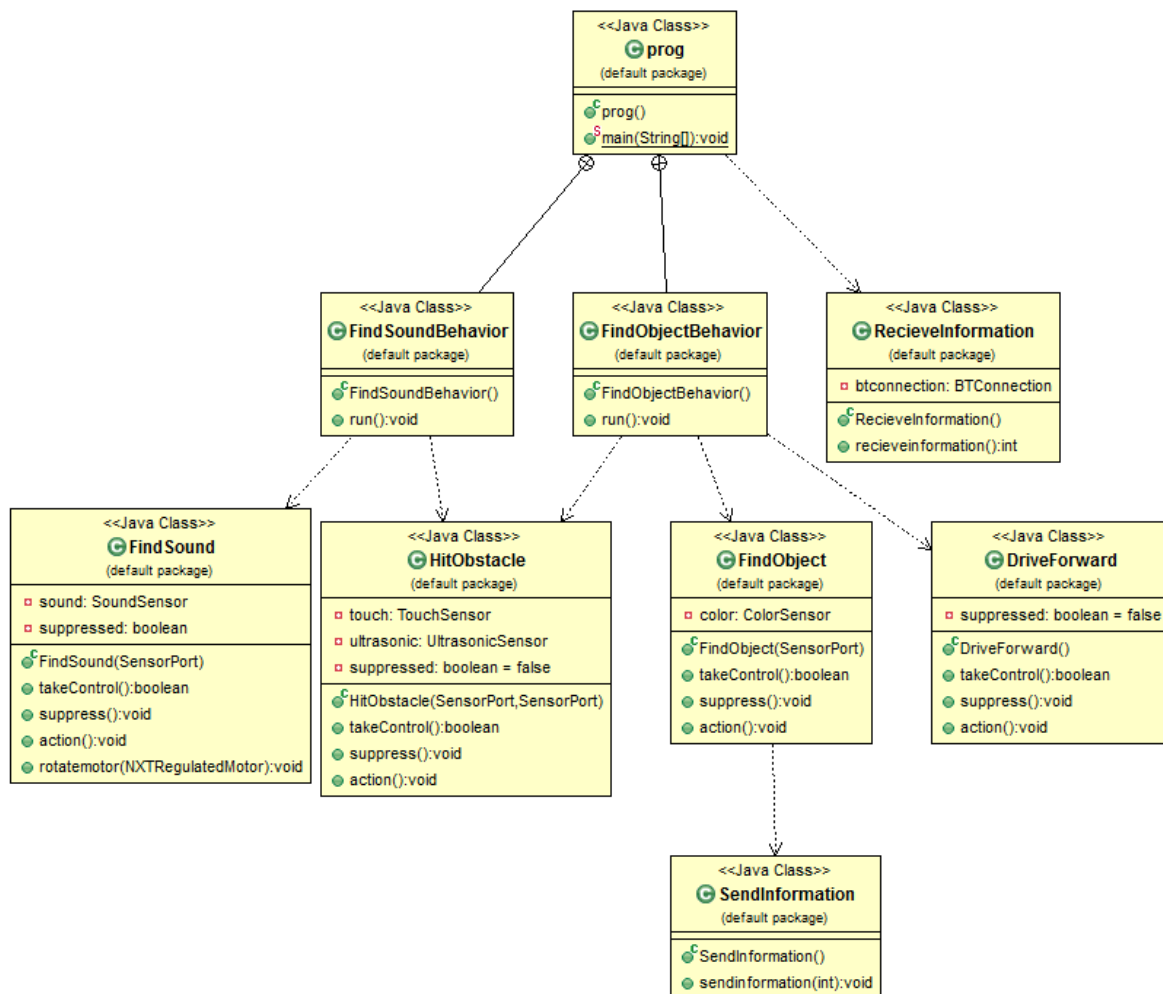 <<Java Class>>
prog
(default package)
prog()
main(String[]):void
<<Java Class>>
FindSoundBehavior
(default package)
FindSoundBehavior()
run():void
<<Java Class>>
FindObjectBehavior
(default package)
FindObjectBehavior()
run():void
<<Java Class>>
RecieveInformation
(default package)
btconnection: BTConnection
RecieveInformation()
recieveinformation():int
<<Java Class>>
FindSound
(default package)
sound: SoundSensor
suppressed: boolean
FindSound(SensorPort)
takeControl():boolean
suppress():void
action():void
rotatemotor(NXTRegulatedMotor):void
<<Java Class>>
HitObstacle
(default package)
touch: TouchSensor
ultrasonic: UltrasonicSensor
suppressed: boolean = false
HitObstacle(SensorPort,SensorPort)
takeControl():boolean
suppress():void
action():void
<<Java Class>>
FindObject
(default package)
color: ColorSensor
FindObject(SensorPort)
takeControl():boolean
suppress():void
action():void
<<Java Class>>
DriveForward
(default package)
suppressed: boolean = false
DriveForward()
takeControl():boolean
suppress():void
action():void
<<Java Class>>
SendInformation
(default package)
SendInformation()
sendinformation(int):void